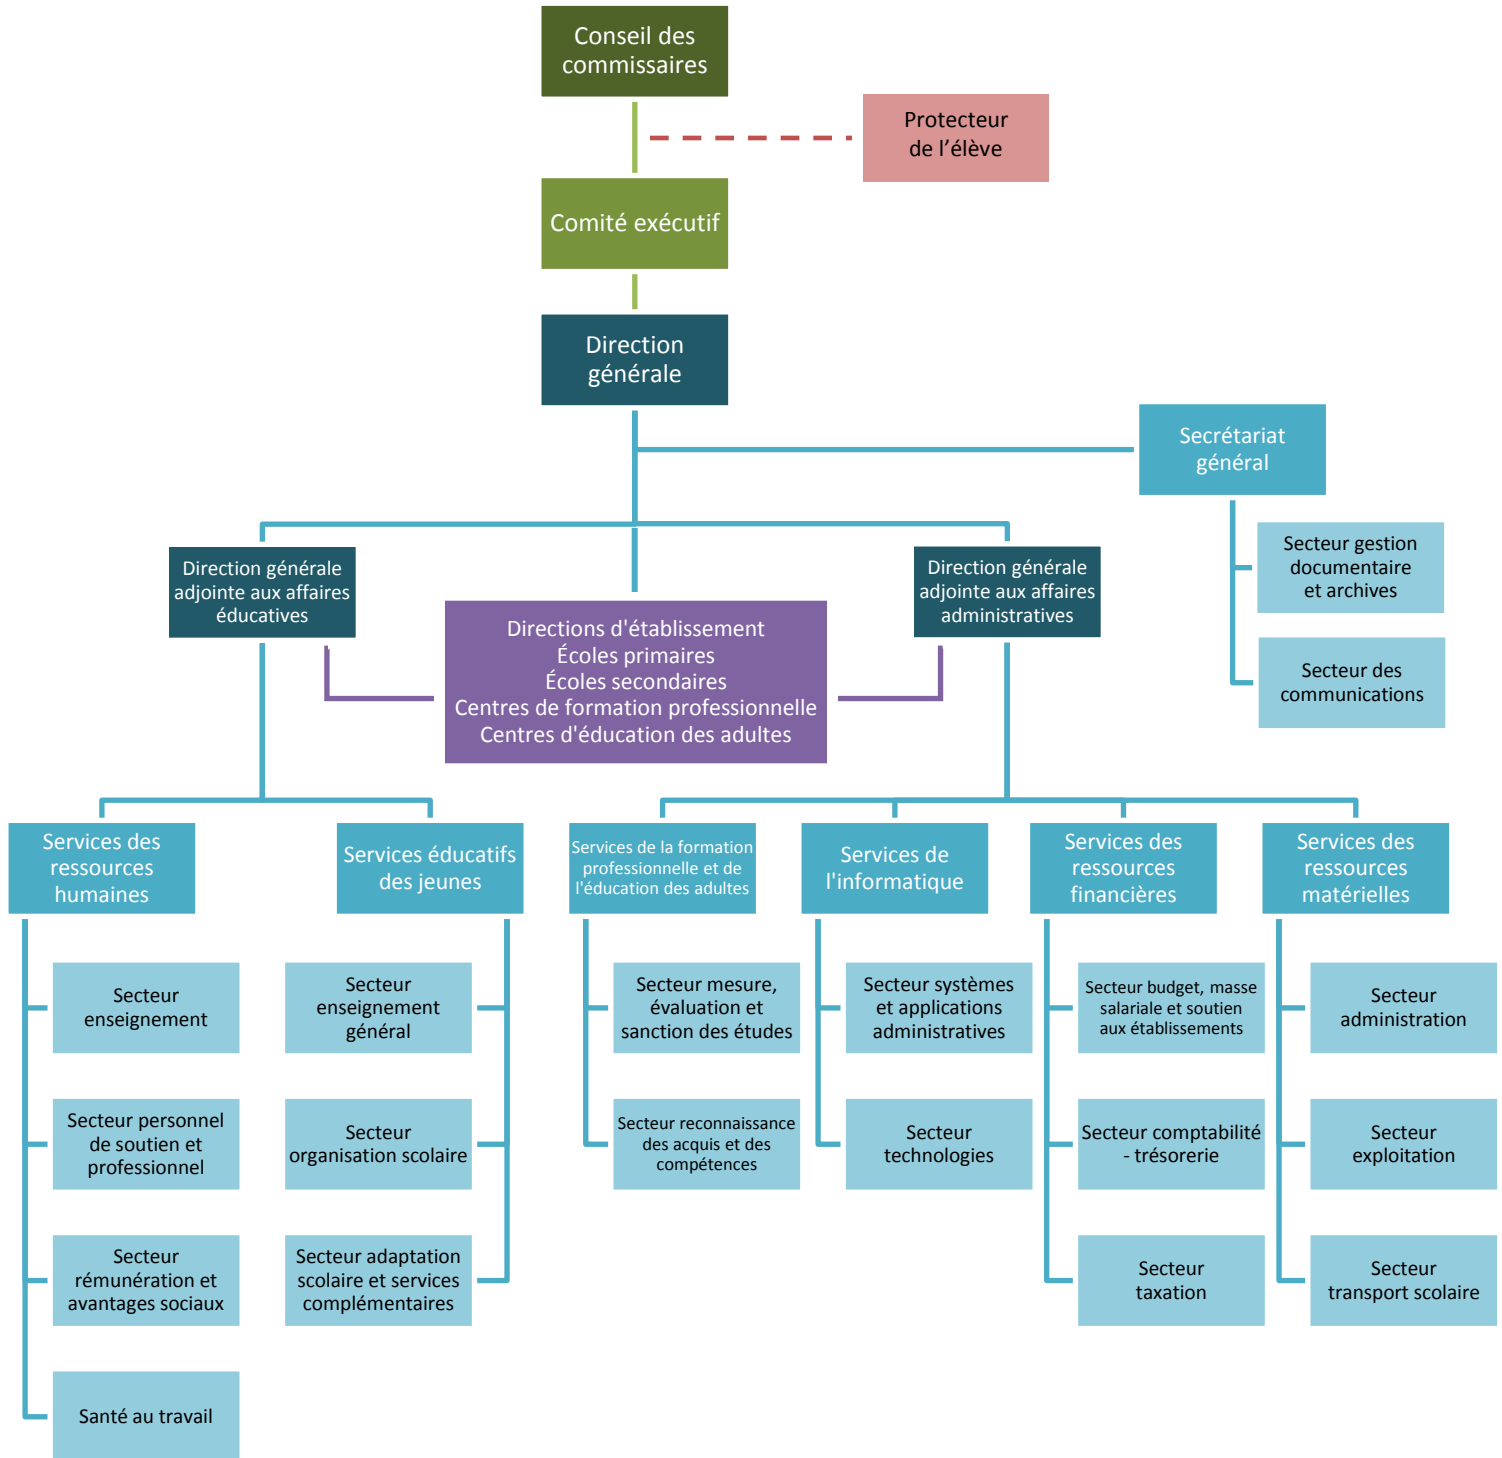 Conseil des
commissaires
Protecteur
de l’élève
Comité exécutif
Direction
générale
Secrétariat
général
Secteur gestion
documentaire
et archives
Secteur des
communications
Direction générale
adjointe aux affaires
éducatives
Directions d'établissement
Écoles primaires
Écoles secondaires
Centres de formation professionnelle
Centres d'éducation des adultes
Direction générale
adjointe aux affaires
administratives
Services des
ressources
humaines
Secteur
enseignement
Secteur personnel
de soutien et
professionnel
Secteur
rémunération et
avantages sociaux
Santé au travail
Services éducatifs
des jeunes
Secteur
enseignement
général
Secteur
organisation scolaire
Secteur adaptation
scolaire et services
complémentaires
Services de la formation
professionnelle et de
l'éducation des adultes
Secteur mesure,
évaluation et
sanction des études
Secteur reconnaissance
des acquis et des
compétences
Services de
l'informatique
Secteur systèmes
et applications
administratives
Secteur
technologies
Services des
ressources
financières
Secteur budget, masse
salariale et soutien
aux établissements
Secteur comptabilité
- trésorerie
Secteur
taxation
Services des
ressources
matérielles
Secteur
administration
Secteur
exploitation
Secteur
transport scolaire